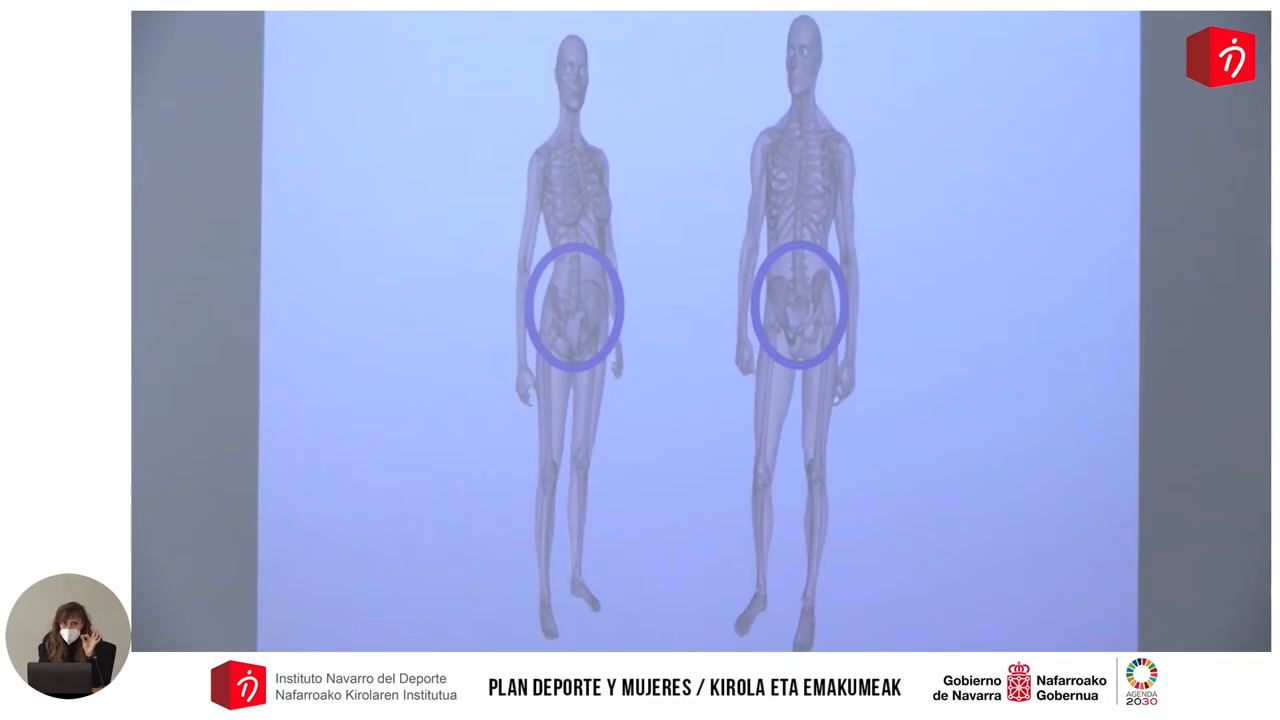 Instituto Navarro del Deporte
Nafarroako Kirolaren Institutua
PLAN DEPORTE Y MUJERES / KIROLA ETA EMAKUMEAK
Gobierno
de Navarra
Nafarroako
Gobernua
AGENDA
2030